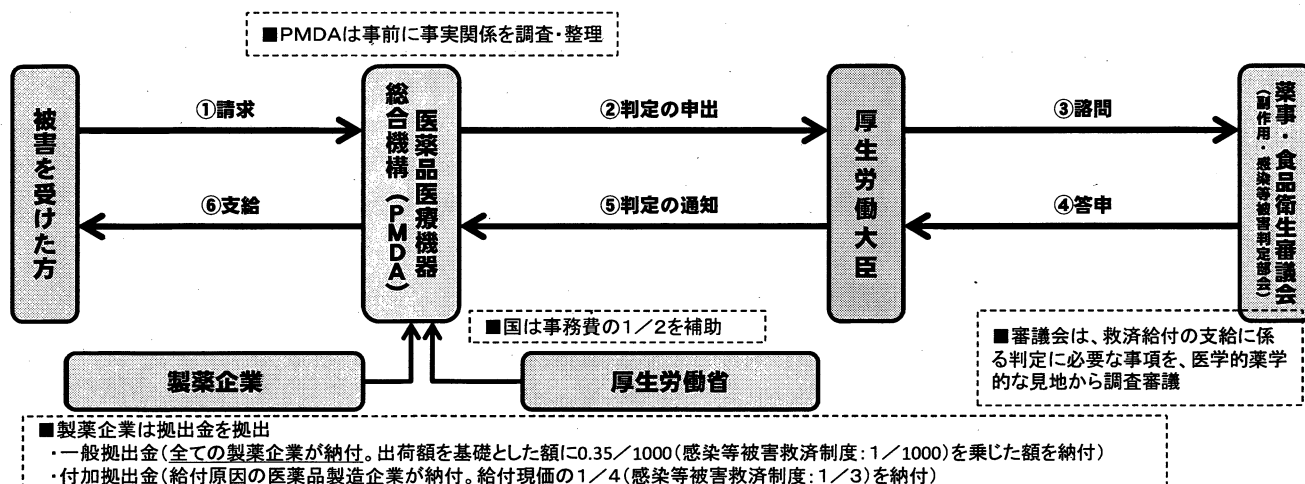 ■PMDAは事前に事実関係を調査・整理
被害を受けた方
①請求
⑥支給
医薬品医療機器
総合機構(PMDA)
②判定の申出
⑤判定の通知
厚生労働大臣
③諮問
④答申
薬事・食品衛生審議会
(副作用・感染等被害判定部会)
■国は事務費の1/2を補助
■審議会は、救済給付の支給に係
る判定に必要な事項を、医学的薬学
的な見地から調査審議
製薬企業
厚生労働省
■製薬企業は拠出金を拠出
・一般拠出金(全ての製薬企業が納付。出荷額を基礎とした額に0.35/1000(感染等被害救済制度:1/1000)を乗じた額を納付)
・付加拠出金(給付原因の医薬品製造企業が納付。給付現価の1/4(感染等被害救済制度:1/3)を納付)